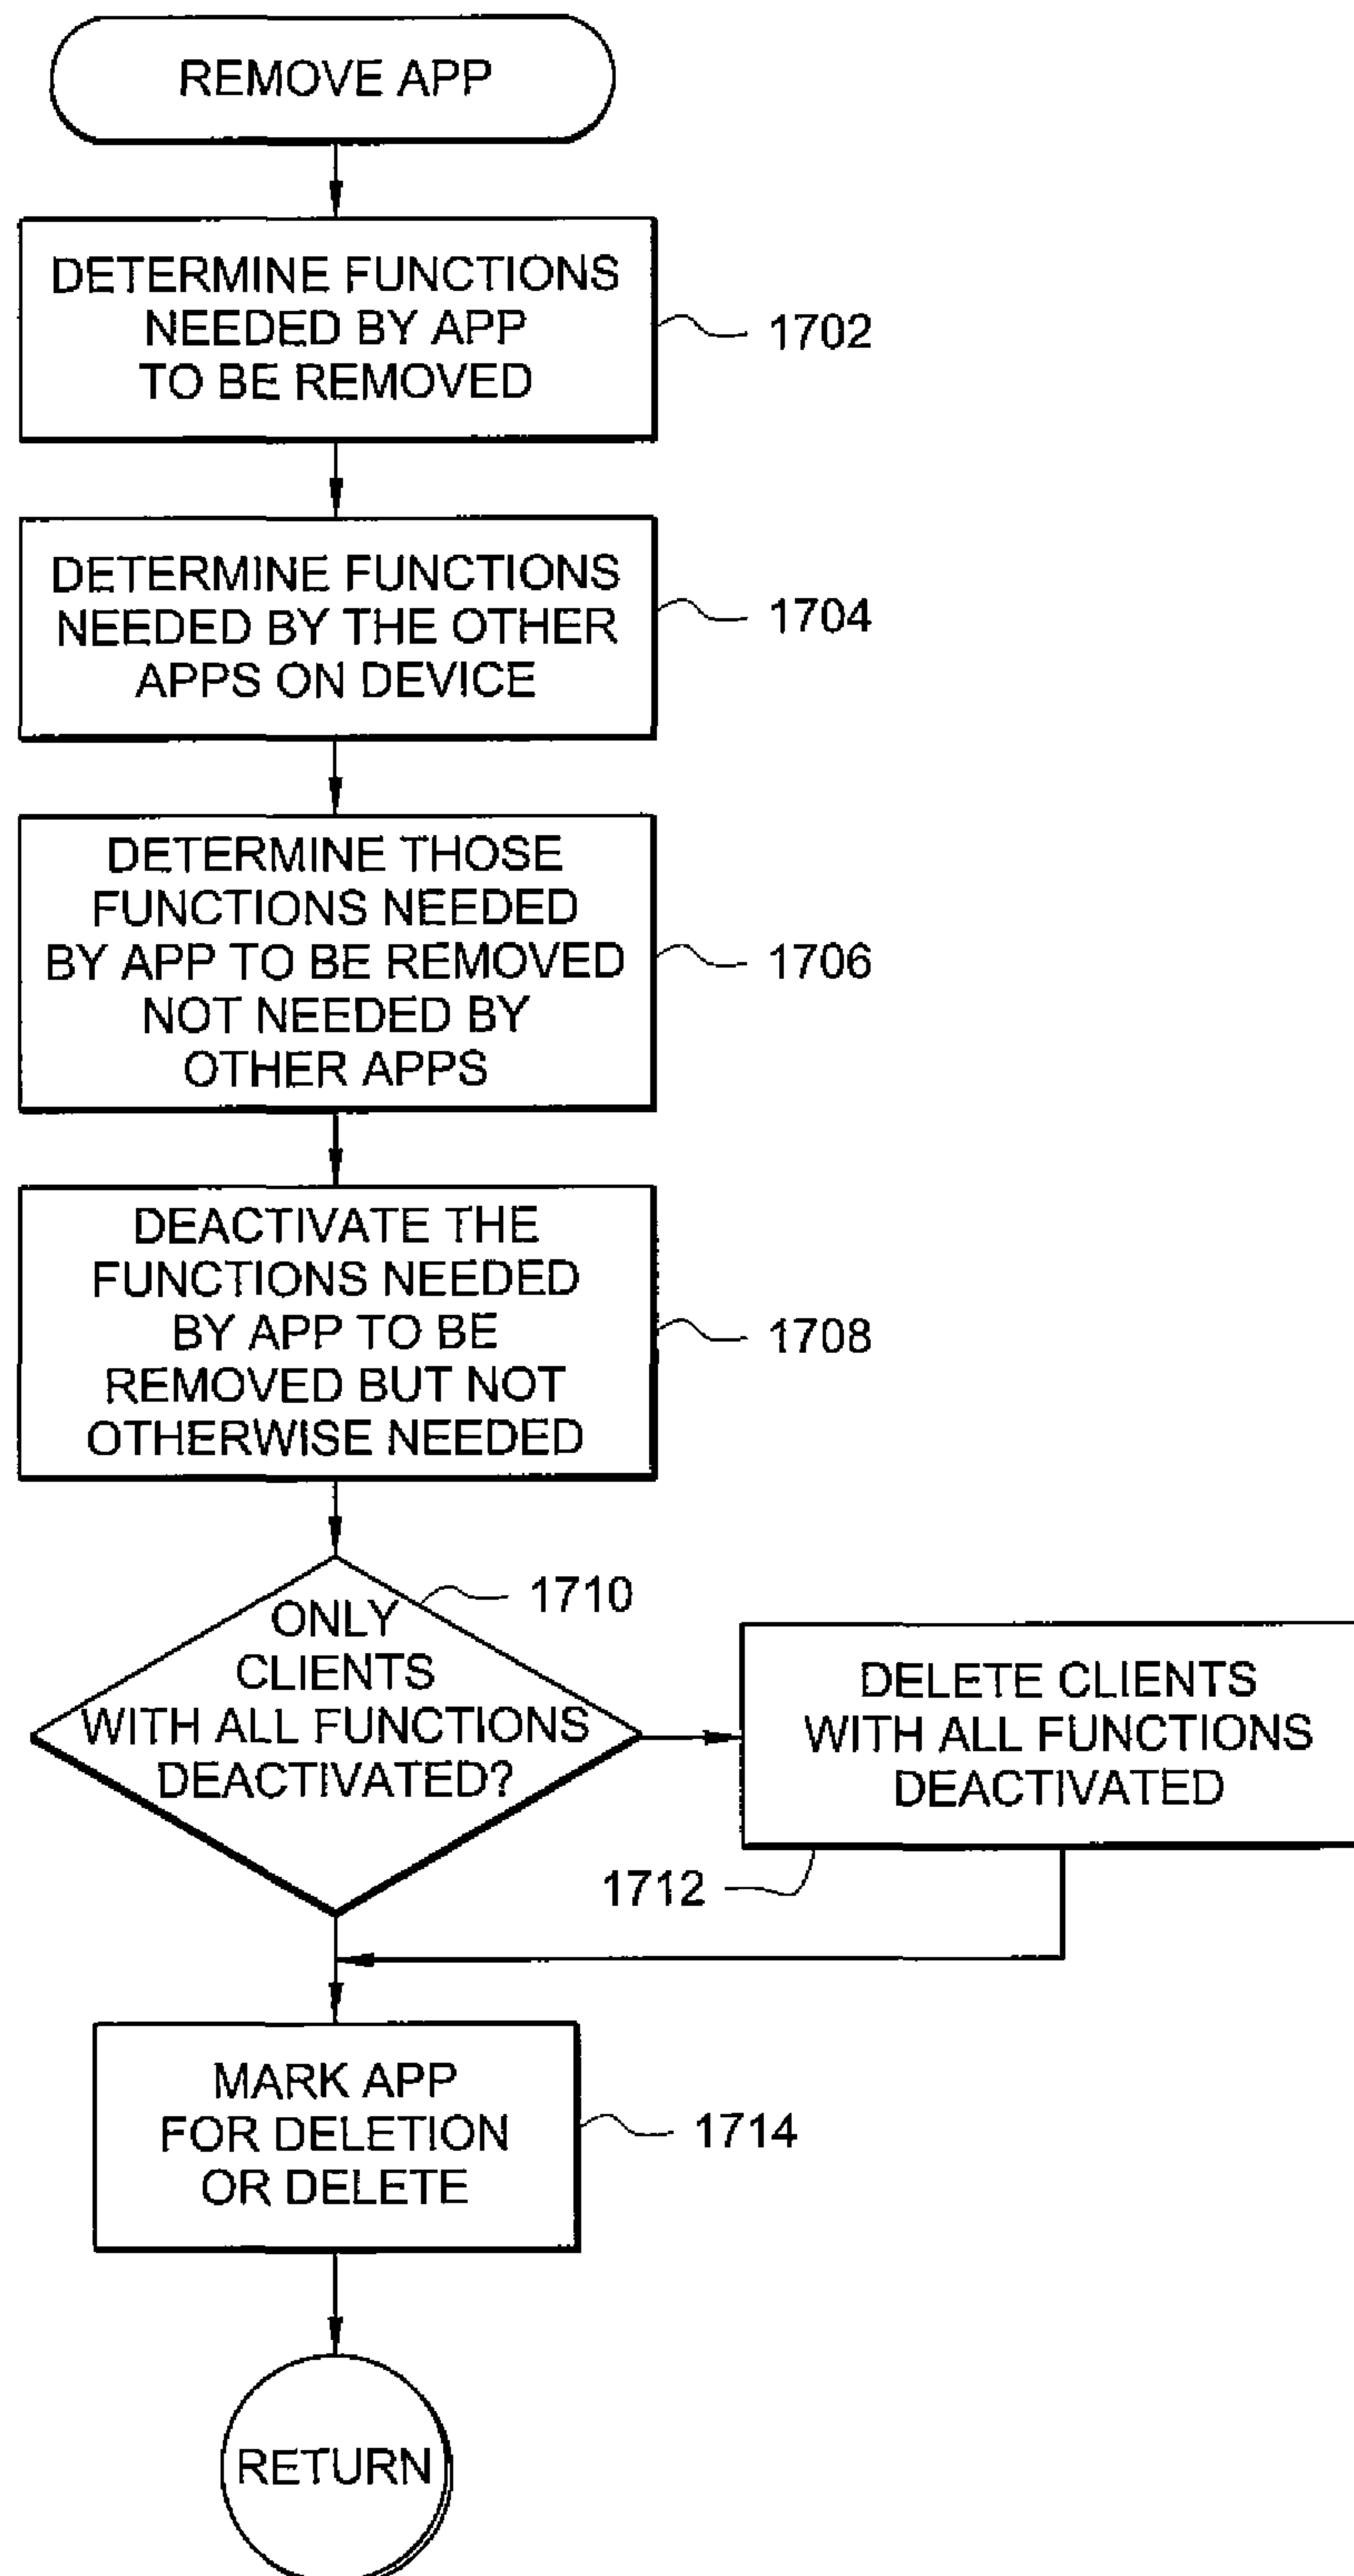 REMOVE APP
DETERMINE FUNCTIONS
NEEDED BY APP
TO BE REMOVED
1702
DETERMINE FUNCTIONS
NEEDED BY THE OTHER
APPS ON DEVICE
1704
DETERMINE THOSE
FUNCTIONS NEEDED
BY APP TO BE REMOVED
NOT NEEDED BY
OTHER APPS
1706
DEACTIVATE THE
FUNCTIONS NEEDED
BY APP TO BE
REMOVED BUT NOT
OTHERWISE NEEDED
1708
ONLY
CLIENTS
WITH ALL FUNCTIONS
DEACTIVATED?
1710
DELETE CLIENTS
WITH ALL FUNCTIONS
DEACTIVATED
1712
MARK APP
FOR DELETION
OR DELETE
1714
RETURN